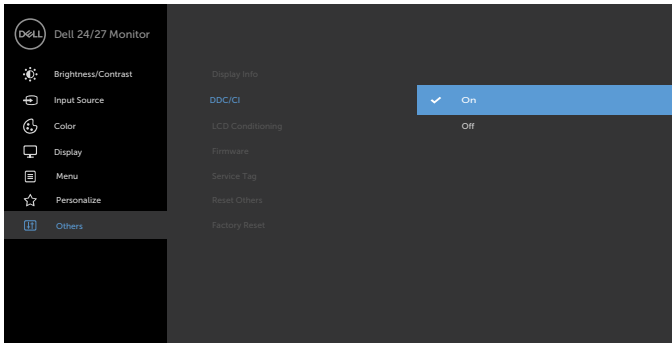 DELL Dell 24/27 Monitor
Brightness/Contrast
Input Source
Color
Display
Menu
Personalize
Others
Display Info
DDC/CI
LCD Conditioning
Firmware
Service Tag
Reset Others
Factory Reset
On
Off